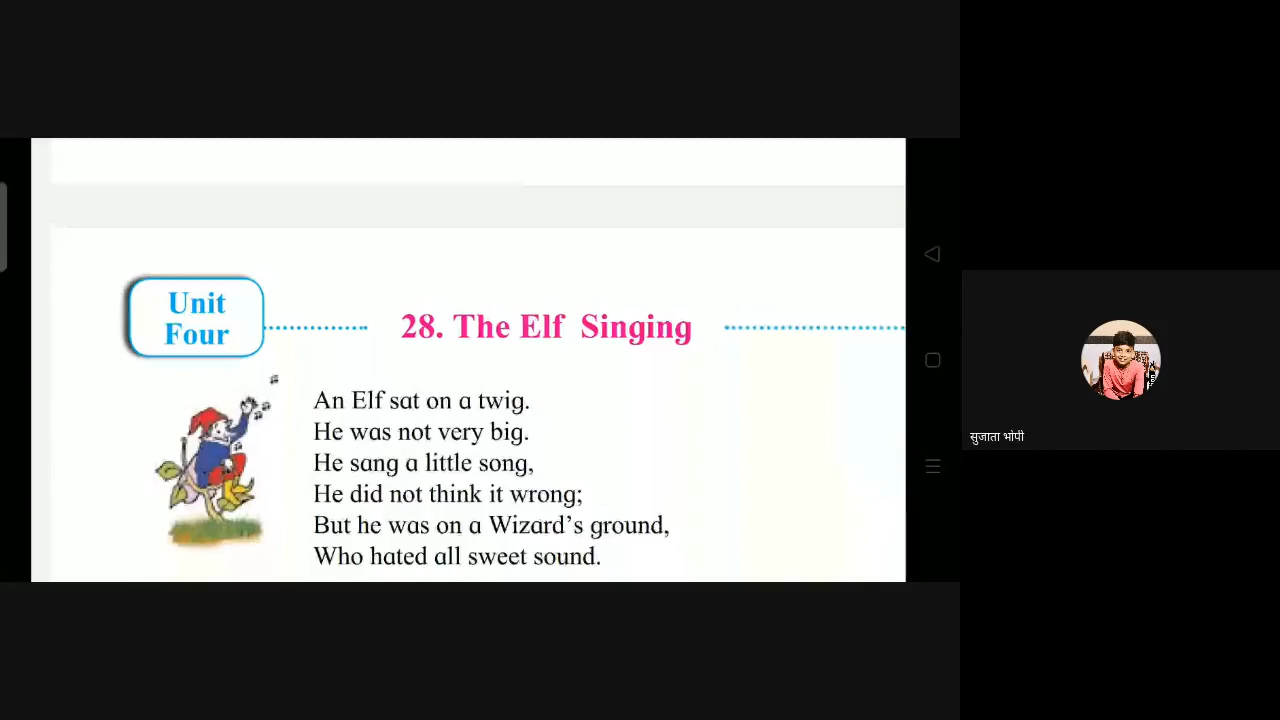 Unit
Four
28. The Elf Singing
An Elf sat on a twig.
He was not very big.
He sang a little song,
He did not think it wrong;
But he was on a Wizard's ground,
Who hated all sweet sound.
सुजाता भोपी